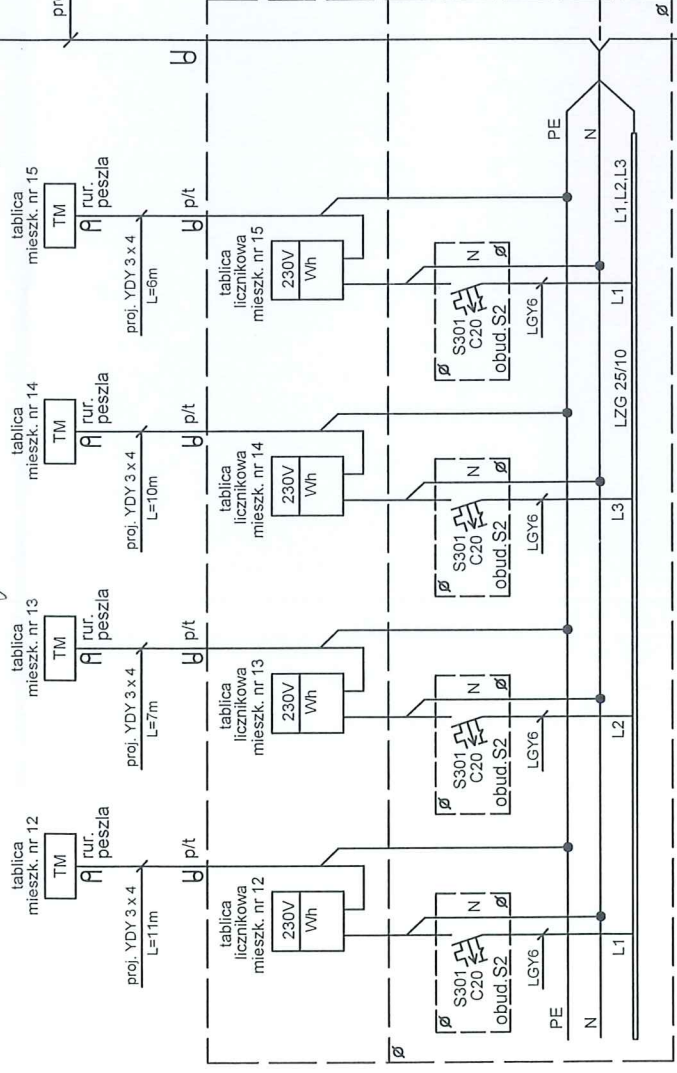 pr
tablica
mieszk. nr 12
TM
rur.
peszla
proj. YDY 3 x 4
L=11m
p/t
tablica
licznikowa
mieszk. nr 12
230V
Wh
S301
C20
obud.S2
N
LGY6
L1
tablica
mieszk. nr 13
TM
rur.
peszla
proj. YDY 3 x 4
L=7m
p/t
tablica
licznikowa
mieszk. nr 13
230V
Wh
S301
C20
obud.S2
N
LGY6
L2
tablica
mieszk. nr 14
TM
rur.
peszla
proj. YDY 3 x 4
L=10m
p/t
tablica
licznikowa
mieszk. nr 14
230V
Wh
S301
C20
obud.S2
N
LGY6
L3
tablica
mieszk. nr 15
TM
rur.
peszla
proj. YDY 3 x 4
L=6m
p/t
tablica
licznikowa
mieszk. nr 15
230V
Wh
S301
C20
obud.S2
N
LGY6
L1
PE
N
LZG 25/10
L1,L2,L3
PE
N